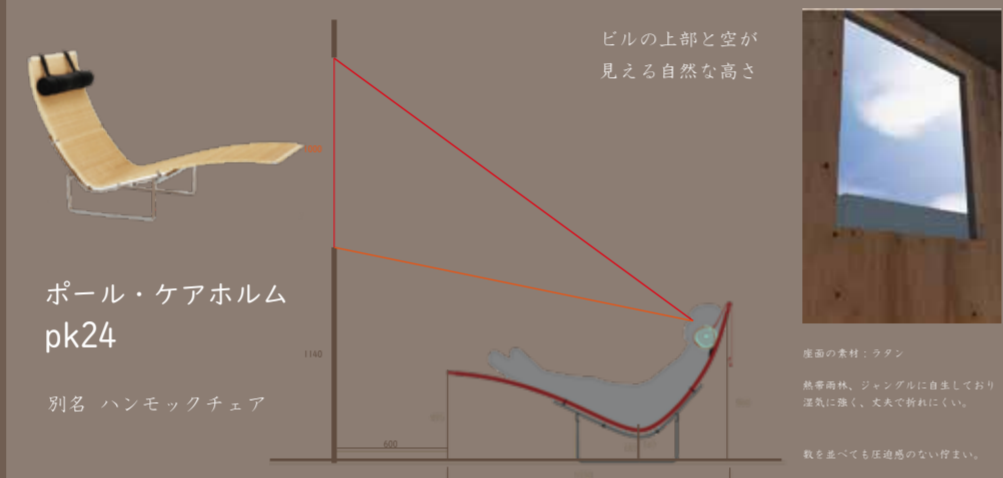 ビルの上部と空が
見える自然な高さ
ポール・ケアホルム
pk24
別名 ハンモックチェア
1140
600
座面の素材：ラタン
熱帯雨林、ジャングルに自生しており
湿気に強く、丈夫で折れにくい。
数を並べても圧迫感のない佇まい。